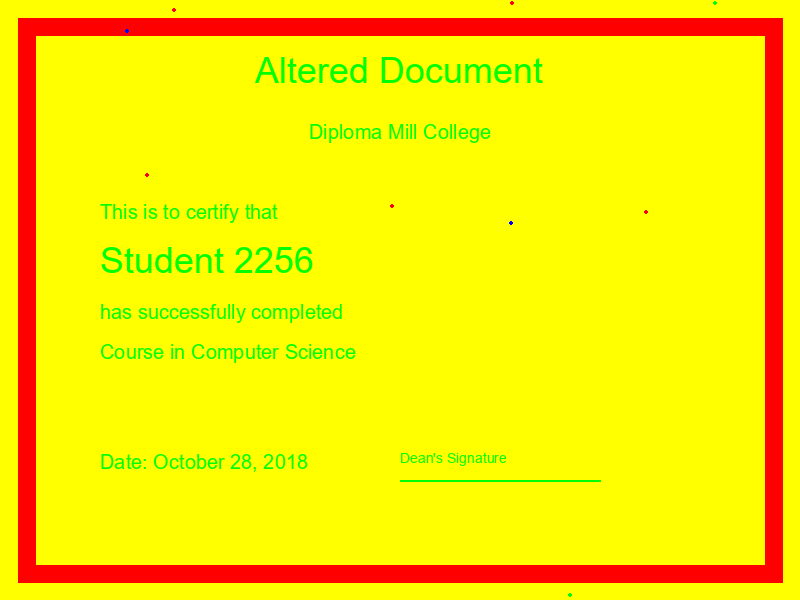 Altered Document
Diploma Mill College
This is to certify that
Student 2256
has successfully completed
Course in Computer Science
Date: October 28, 2018
Dean's Signature